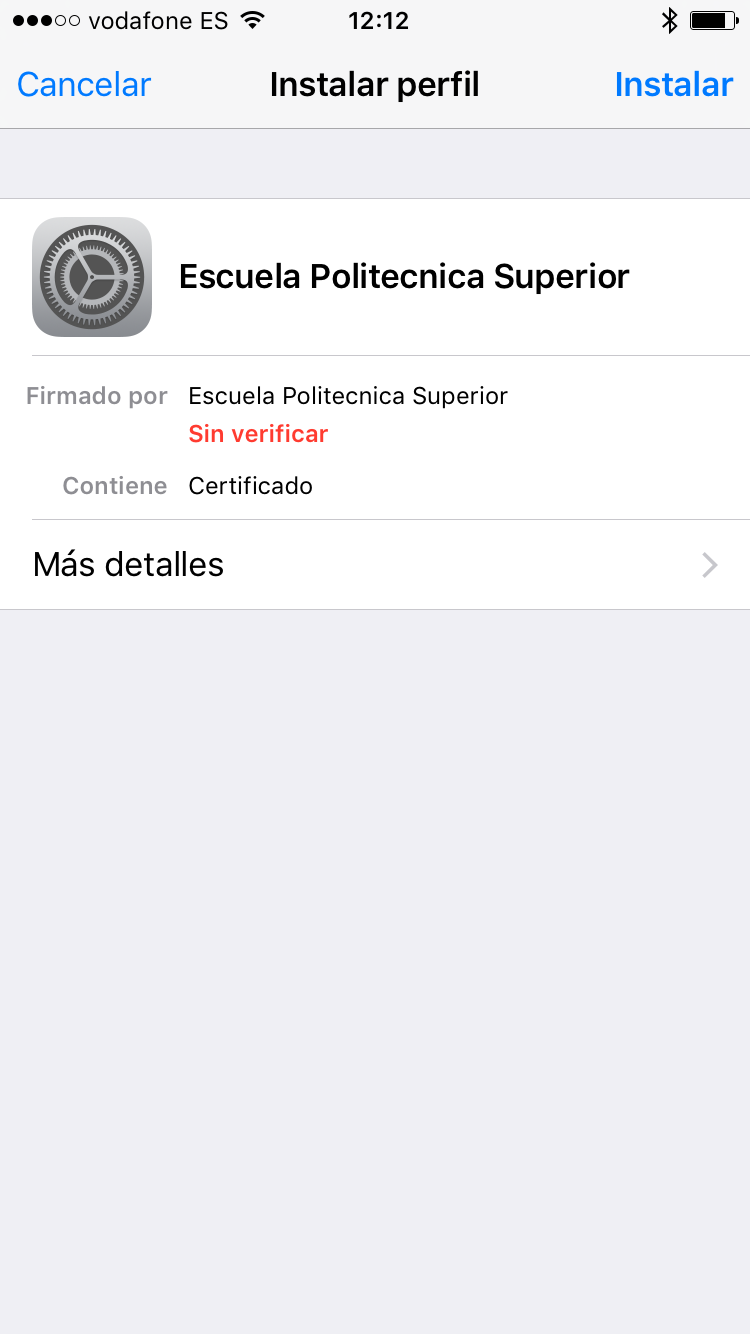 vodafone ES 12:12
Cancelar Instalar perfil Instalar
Escuela Politecnica Superior
Firmado por Escuela Politecnica Superior
Sin verificar
Contiene Certificado
Más detalles